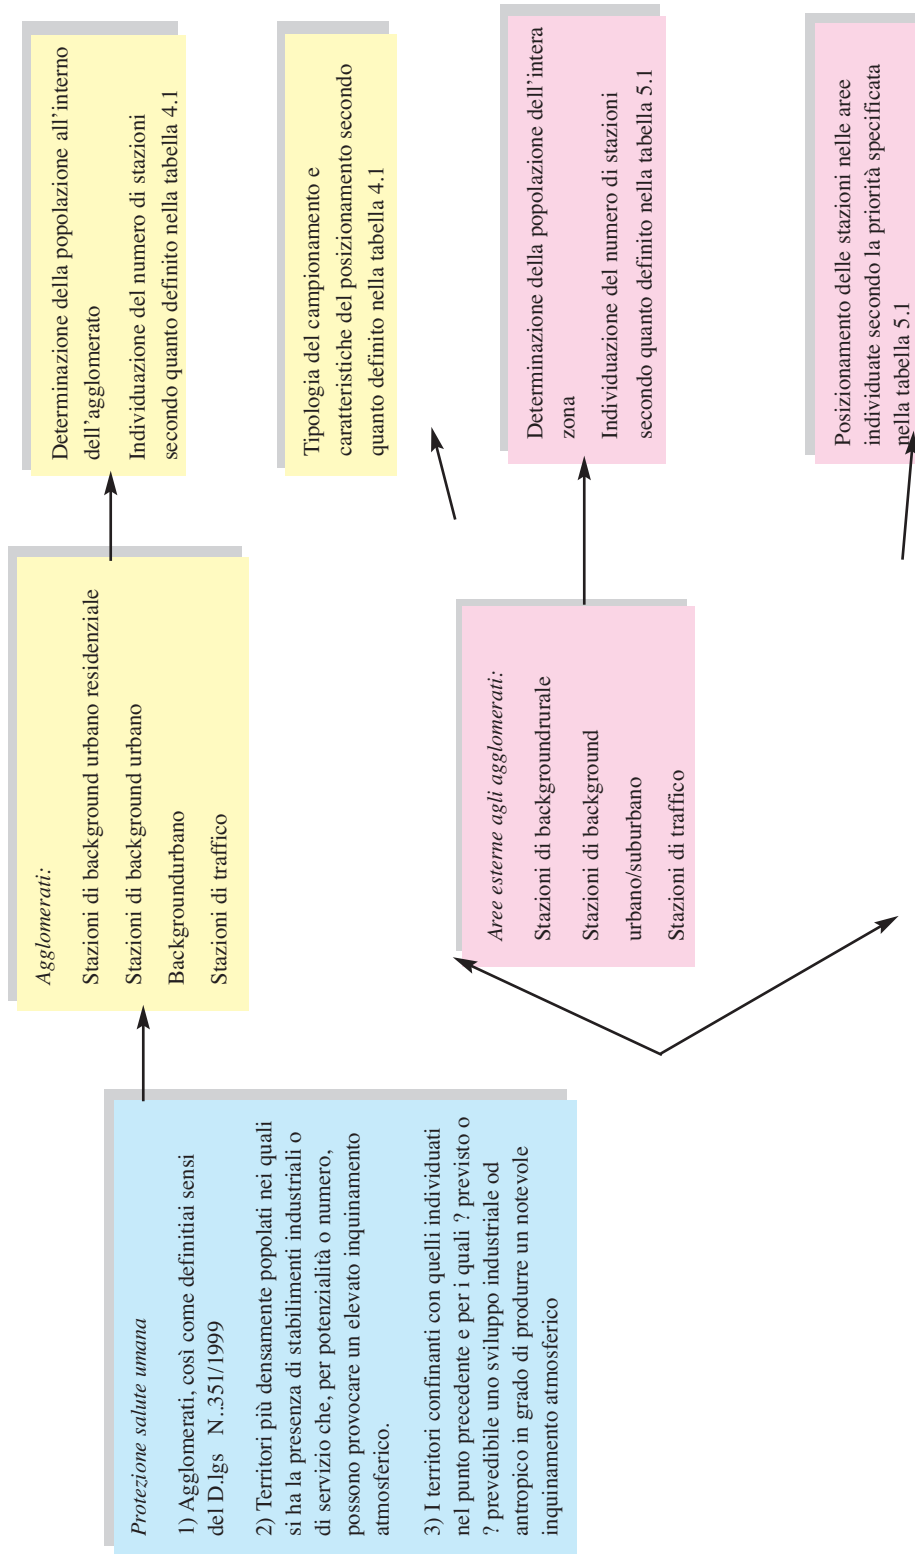 Protezione salute umana
1) Agglomerati, così come definitiai sensi
del D.lgs N..351/1999
2) Territori più densamente popolati nei quali
si ha la presenza di stabilimenti industriali o
di servizio che, per potenzialità o numero,
possono provocare un elevato inquinamento
atmosferico.
3) I territori confinanti con quelli individuati
nel punto precedente e per i quali ? previsto o
? prevedibile uno sviluppo industriale od
antropico in grado di produrre un notevole
inquinamento atmosferico
Agglomerati:
Stazioni di background urbano residenziale
Stazioni di background urbano
Backgroundurbano
Stazioni di traffico
Determinazione della popolazione all'interno
dell'agglomerato
Individuazione del numero di stazioni
secondo quanto definito nella tabella 4.1
Tipologia del campionamento e
caratteristiche del posizionamento secondo
quanto definito nella tabella 4.1
Aree esterne agli agglomerati:
Stazioni di backgroundrurale
Stazioni di background
urbano/suburbano
Stazioni di traffico
Determinazione della popolazione dell'intera
zona
Individuazione del numero di stazioni
secondo quanto definito nella tabella 5.1
Posizionamento delle stazioni nelle aree
individuate secondo la priorità specificata
nella tabella 5.1